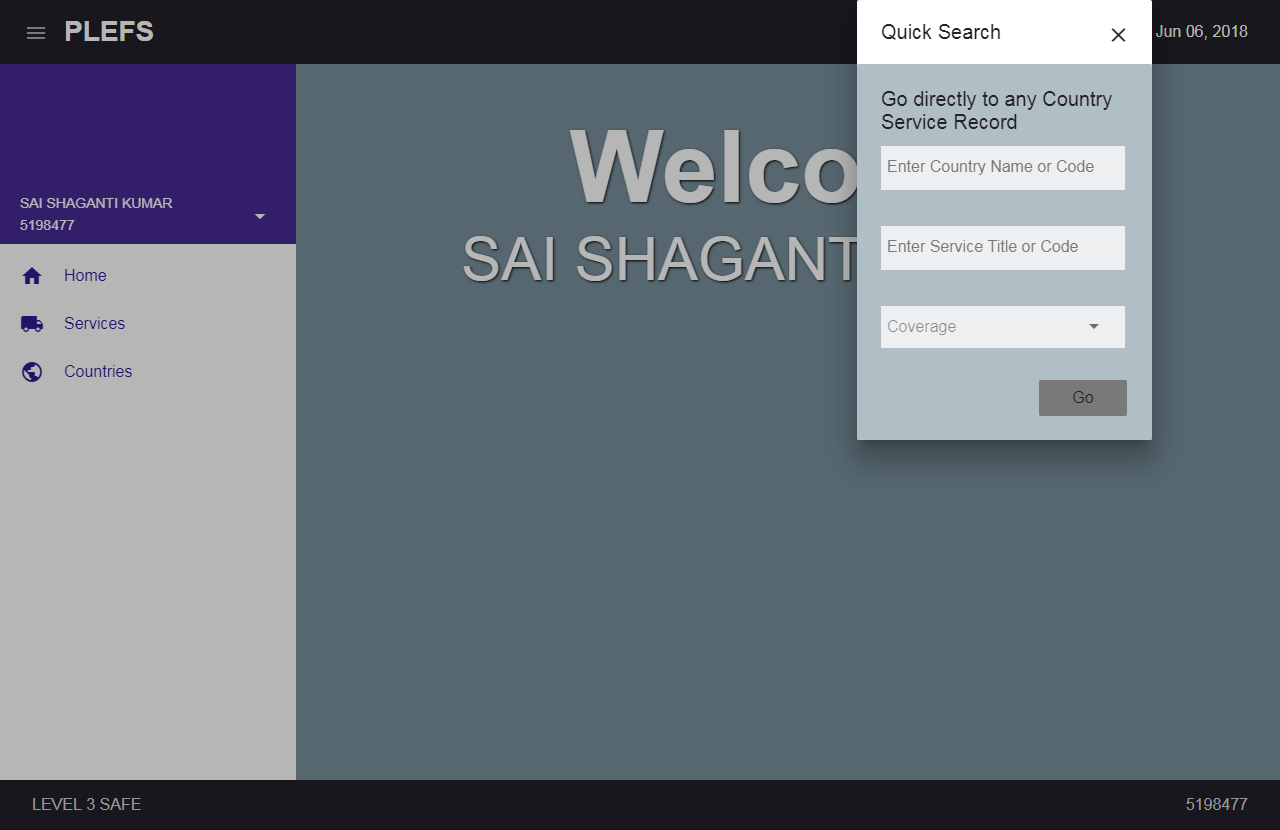 PLEFS
Quick Search
Jun 06, 2018
Go directly to any Country
Service Record
Enter Country Name or Code
Enter Service Title or Code
Coverage
Go
SAI SHAGANTI KUMAR
5198477
Home
Services
Countries
Welco
SAI SHAGANT
LEVEL 3 SAFE
5198477